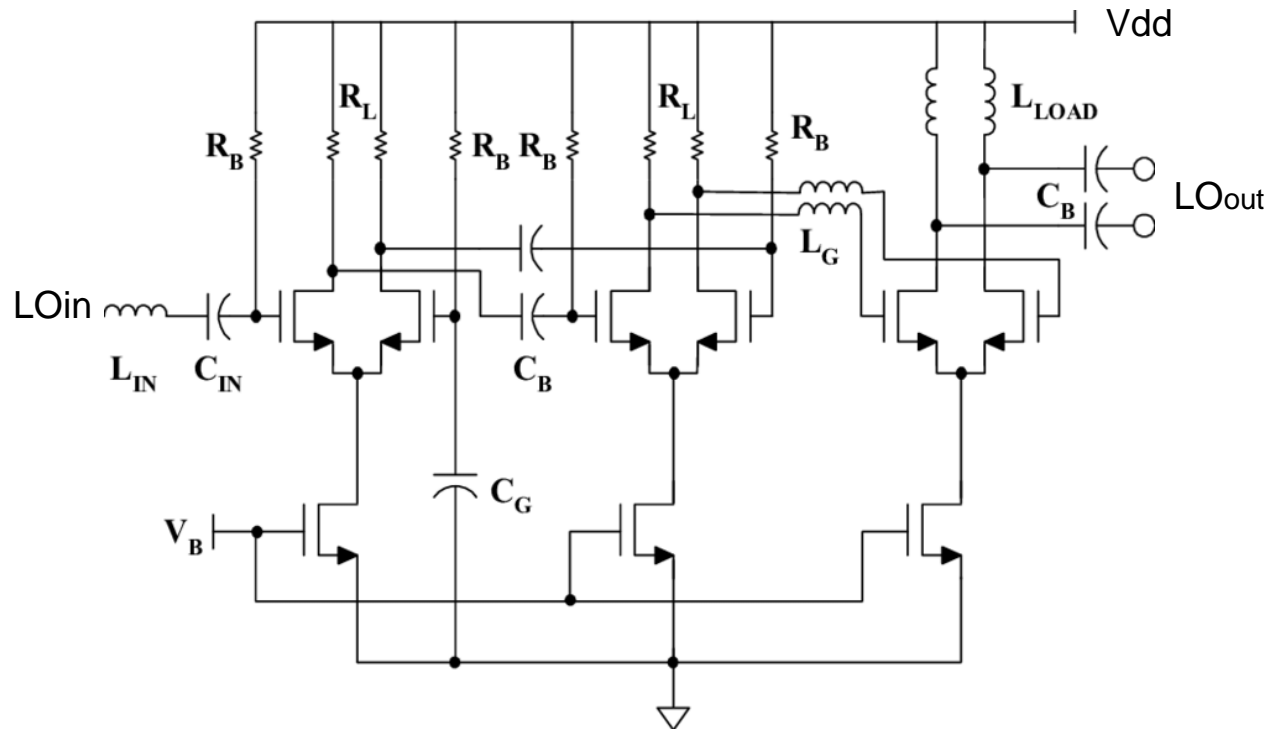 Vdd
R_L
R_L
L_LOAD
R_B
R_B
R_B
R_B
C_B
LOout
L_G
LOin
L_IN
C_IN
C_B
C_G
V_B